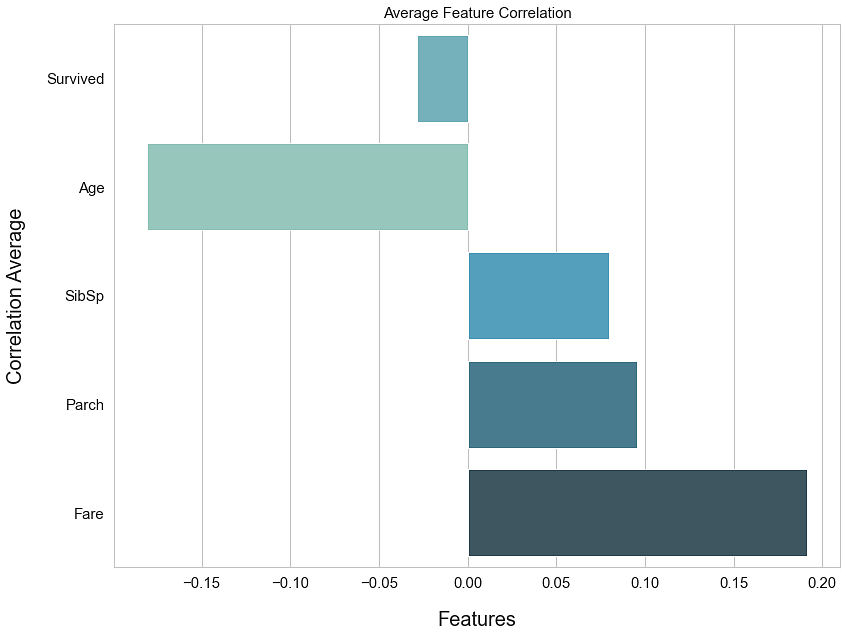 Average Feature Correlation
Correlation Average
Survived
Age
SibSp
Parch
Fare
−0.15 −0.10 −0.05 0.00 0.05 0.10 0.15 0.20
Features